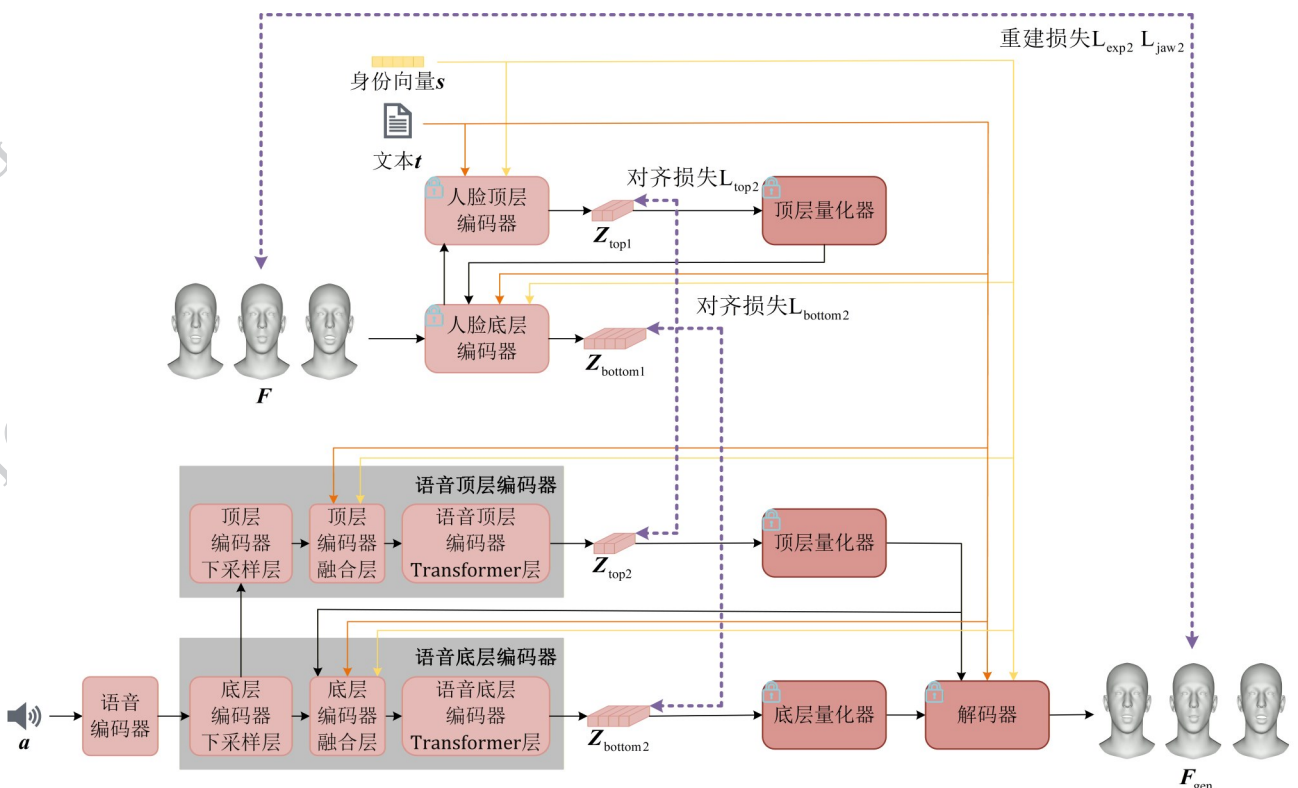 重建损失L_exp2 L_jaw2
身份向量s
文本t
人脸顶层
编码器
Z_top1
对齐损失L_top2
顶层量化器
人脸底层
编码器
Z_bottom1
对齐损失L_bottom2
F
语音顶层编码器
顶层
编码器
下采样层
顶层
编码器
融合层
语音顶层
编码器
Transformer层
Z_top2
顶层量化器
语音底层编码器
a
语音
编码器
底层
编码器
下采样层
底层
编码器
融合层
语音底层
编码器
Transformer层
Z_bottom2
底层量化器
解码器
F_gen